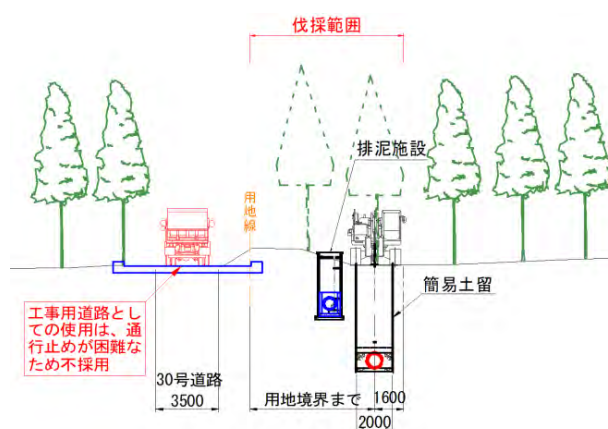 伐採範囲
排泥施設
用地線
簡易土留
工事用道路とし
ての使用は、通
行止めが困難な
ため不採用
30号道路
3500
用地境界まで
1600
2000